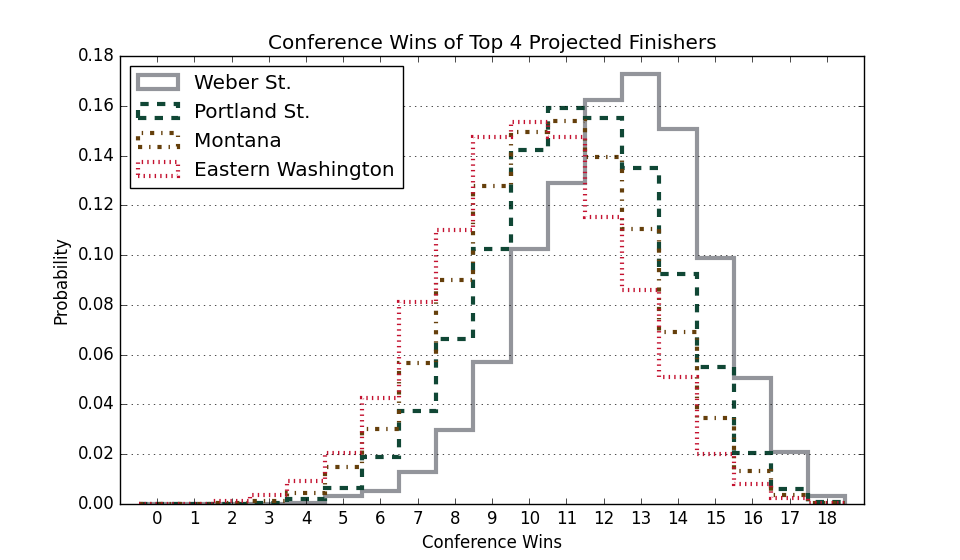 Conference Wins of Top 4 Projected Finishers
0.18
0.16
0.14
0.12
0.10
0.08
0.06
0.04
0.02
0.00
Probability
Weber St.
Portland St.
Montana
Eastern Washington
0 1 2 3 4 5 6 7 8 9 10 11 12 13 14 15 16 17 18
Conference Wins